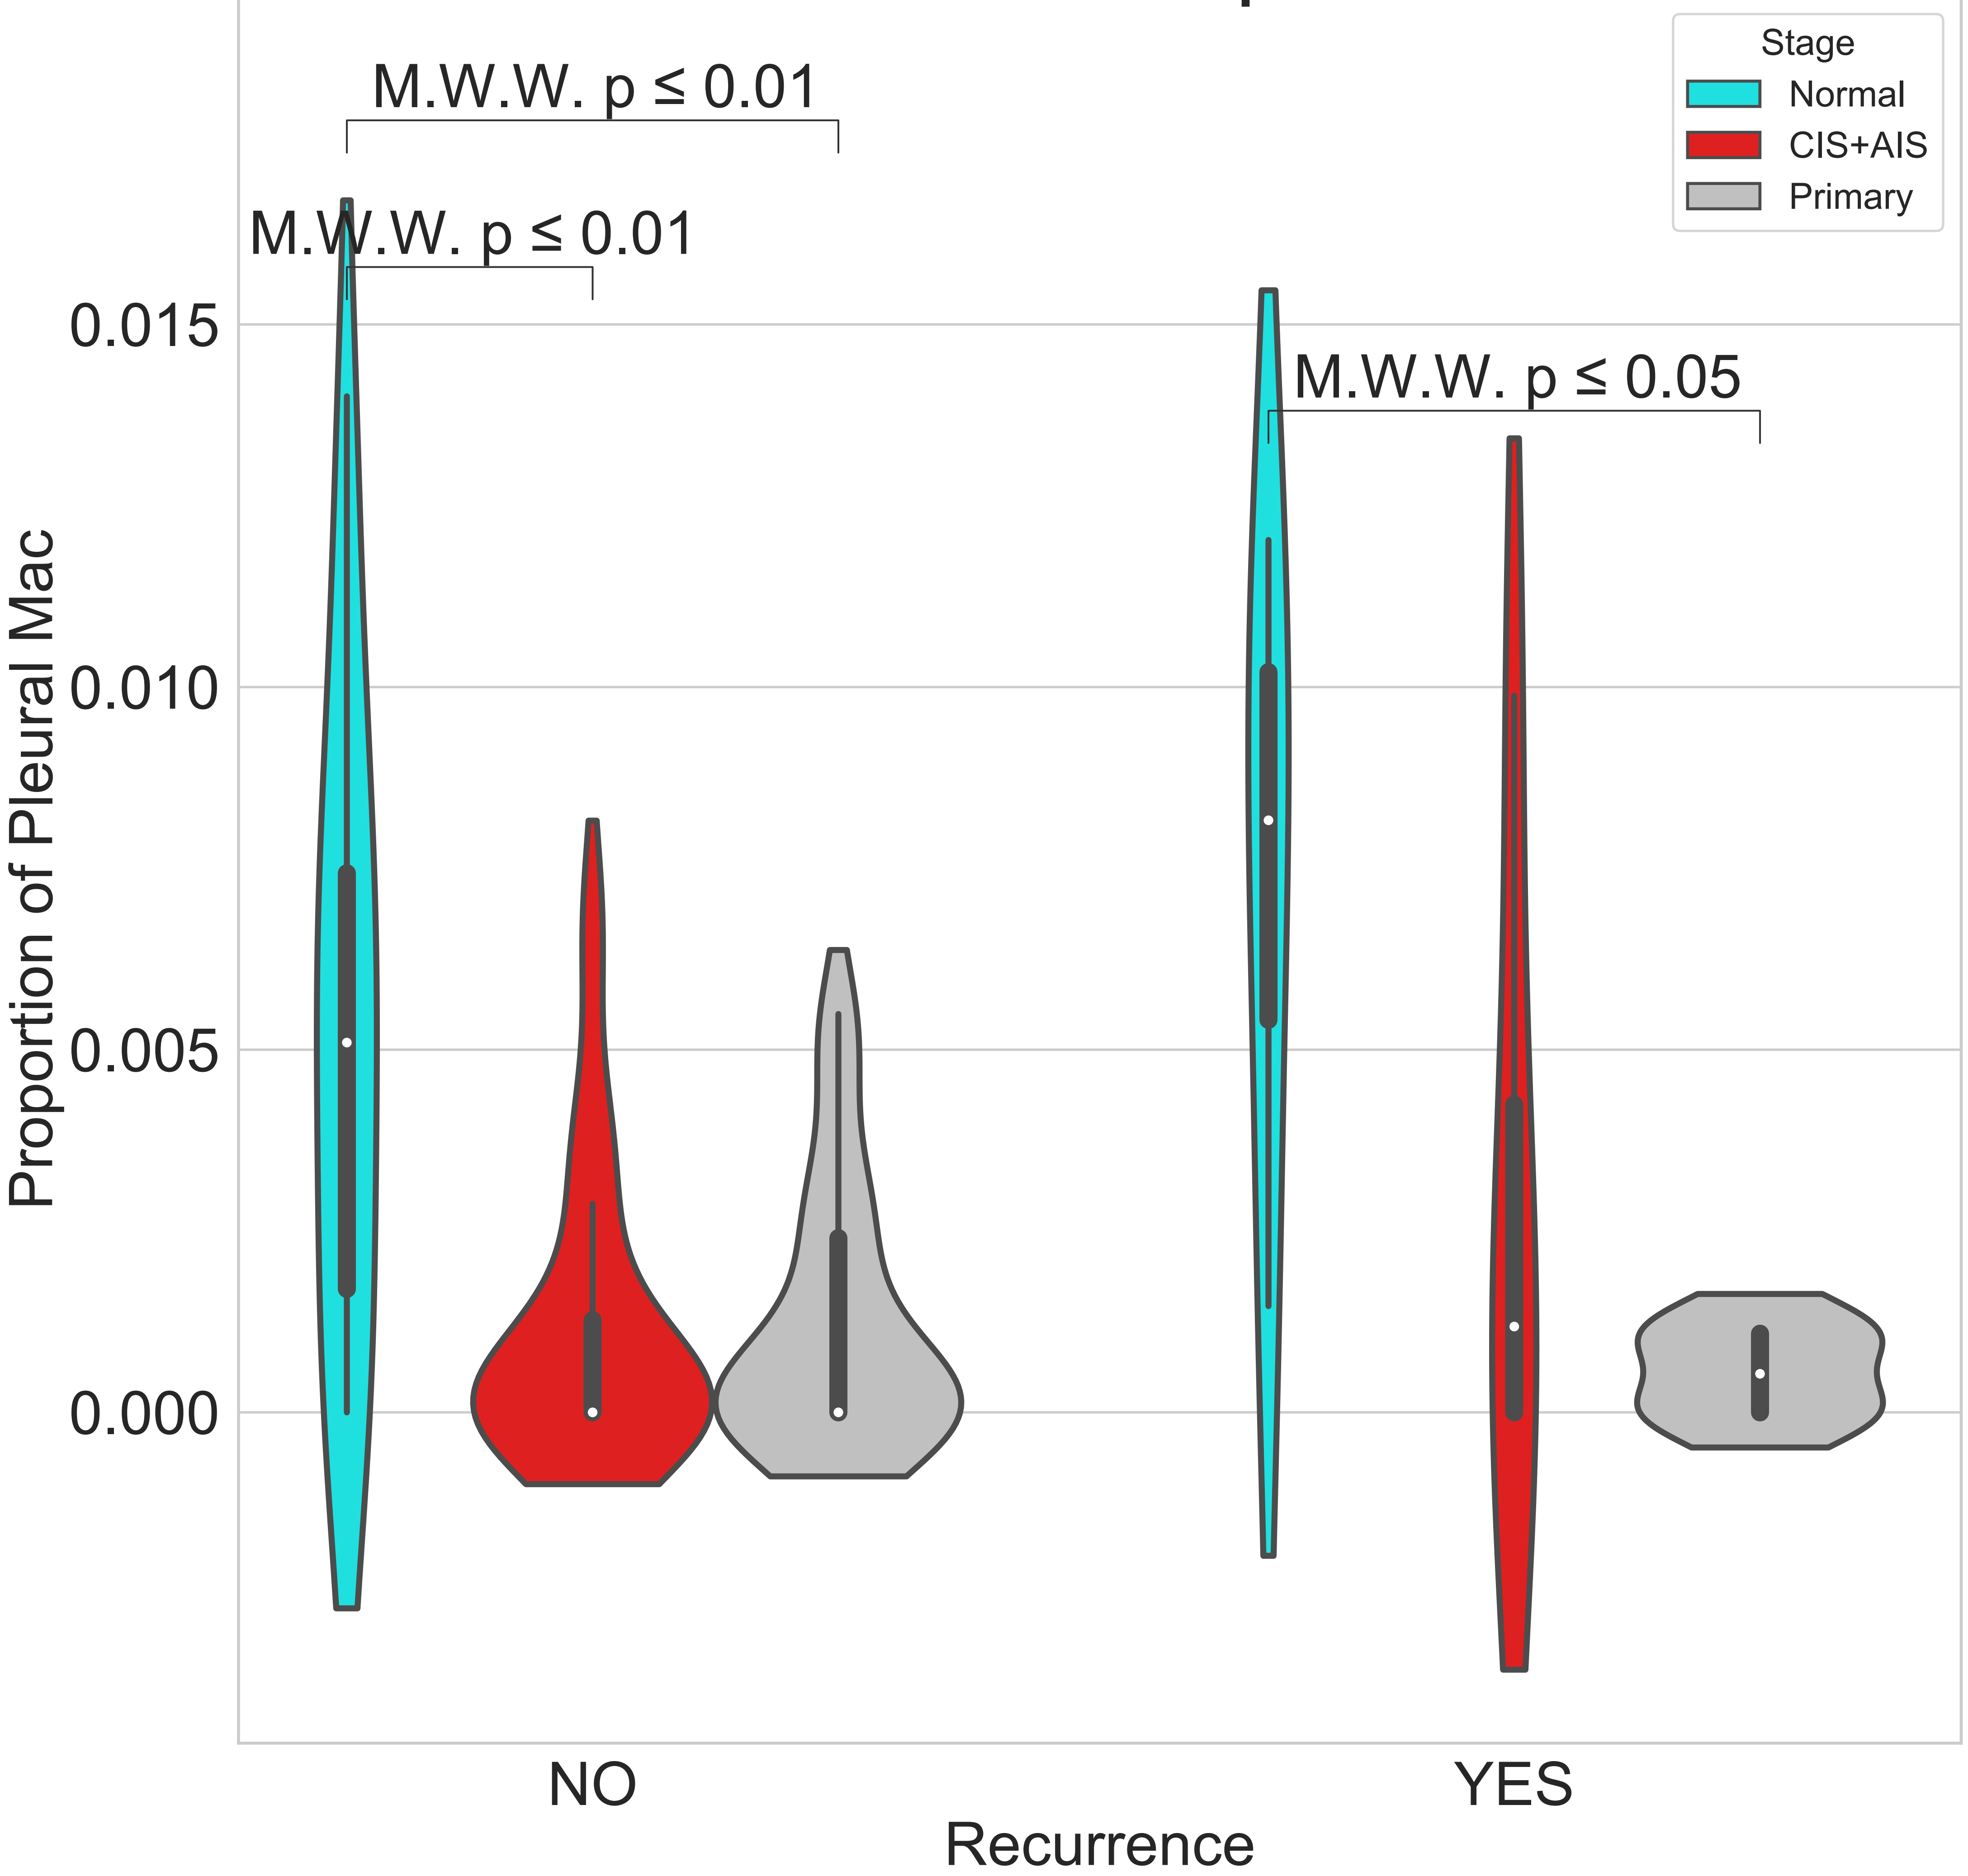 M.W.W. p ≤ 0.01
M.W.W. p ≤ 0.01
M.W.W. p ≤ 0.05
Stage
Normal
CIS+AIS
Primary
Proportion of Pleural Mac
0.015
0.010
0.005
0.000
NO
YES
Recurrence